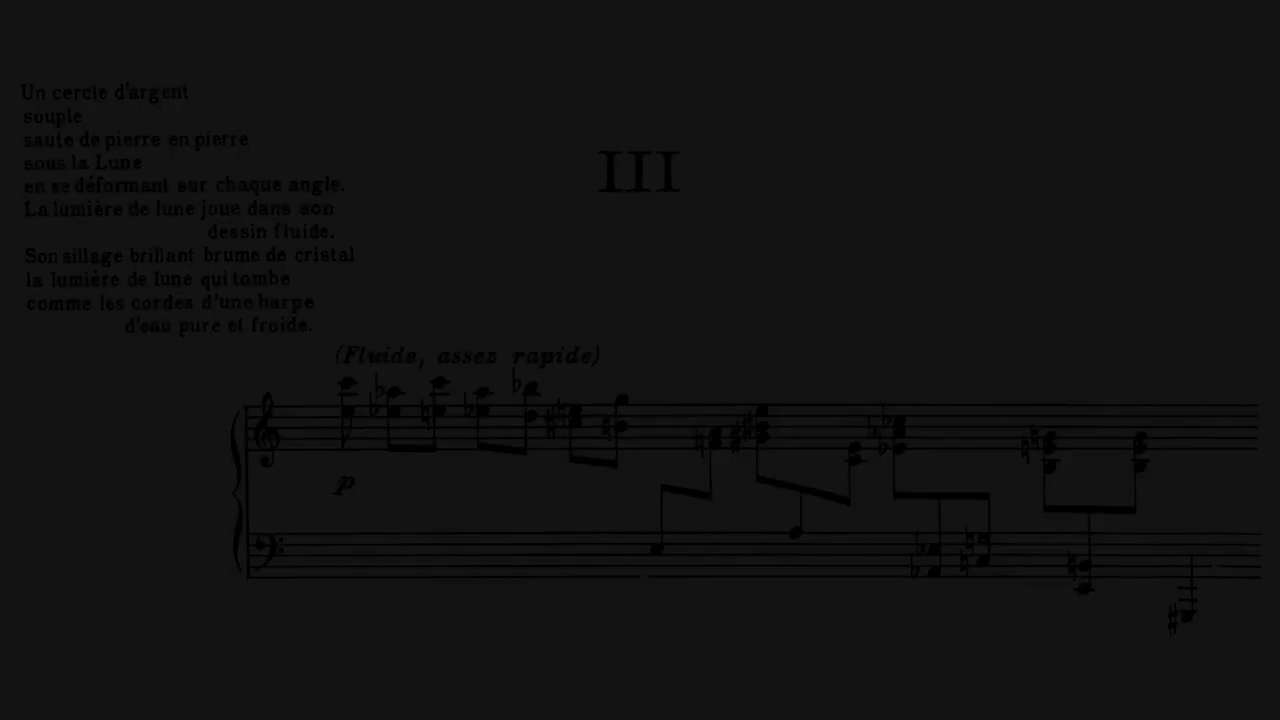 Un cercle d'argent
souple
saute de pierre en pierre
sous la Lune
en se déformant sur chaque angle.
La lumière de lune joue dans son
dessin fluide.
Son sillage brillant brume de cristal
la lumière de lune qui tombe
comme les cordes d'une harpe
d'eau pure et froide.
III
(Fluide, assez rapide)
p